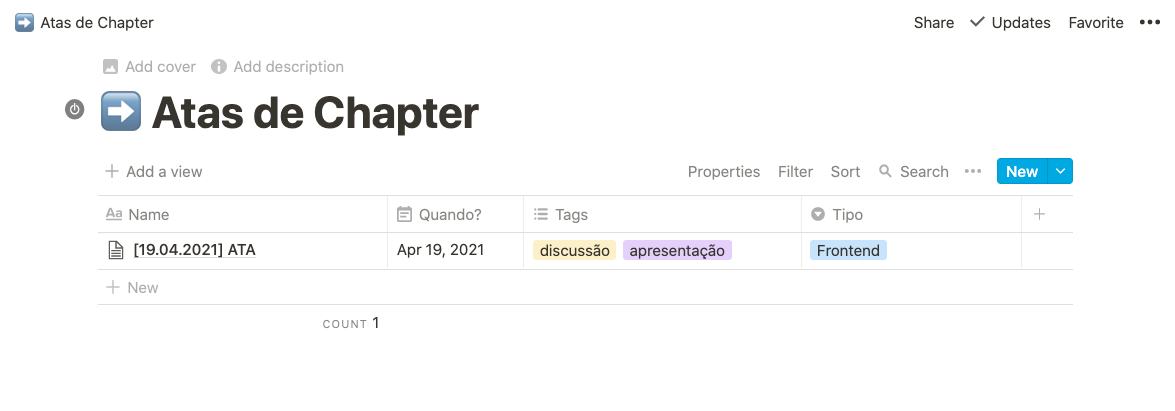 ➡️ Atas de Chapter Share ✓ Updates Favorite •••
Add cover Add description
➡️ Atas de Chapter
+ Add a view Properties Filter Sort Search ••• New
Aa Name Quando? Tags Tipo +
[19.04.2021] ATA Apr 19, 2021 discussão apresentação Frontend
+ New
COUNT 1